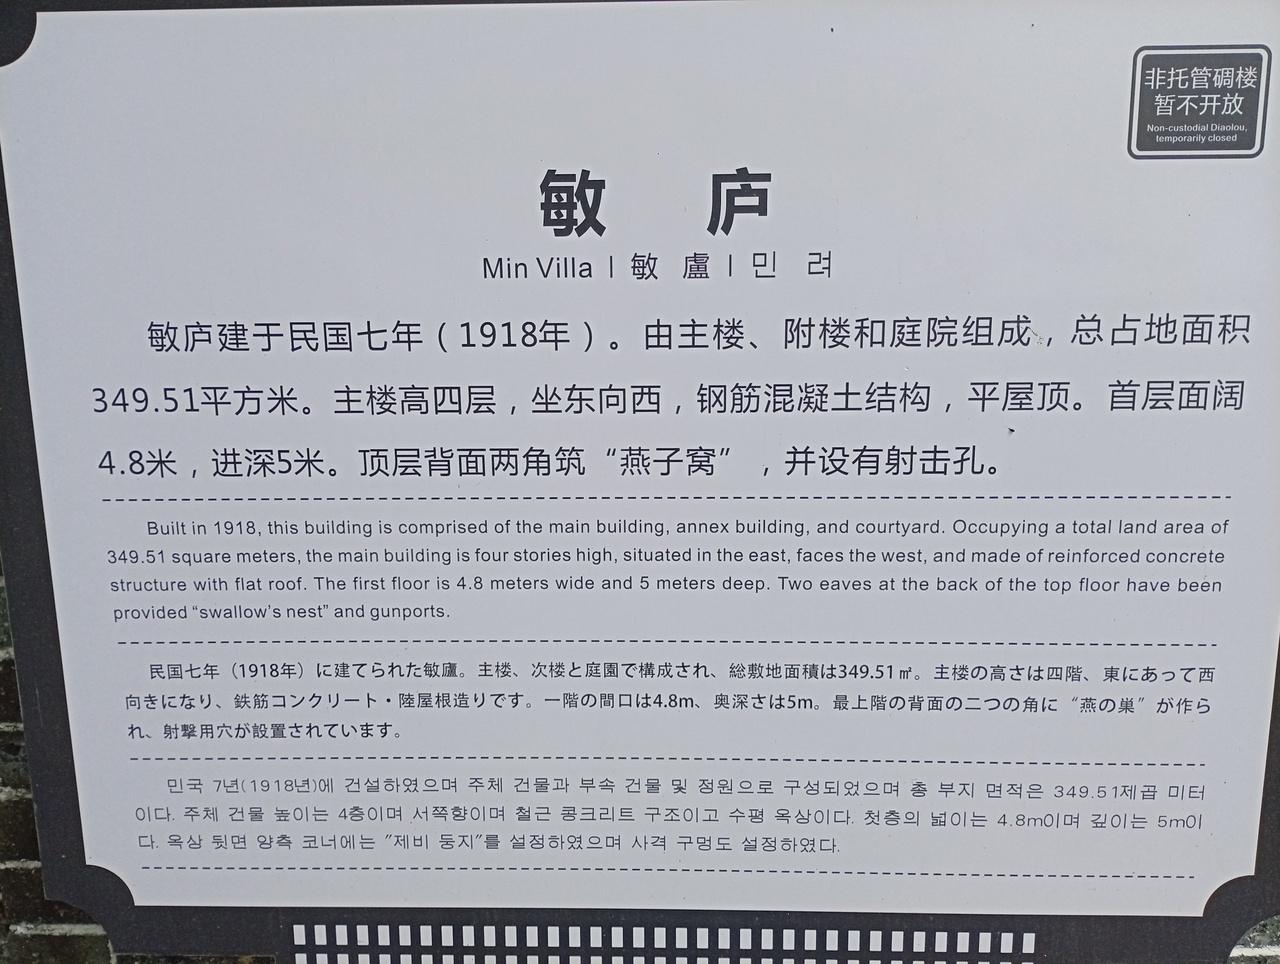 非托管碉楼
暂不开放
Non-custodial Diaolou,
temporarily closed
敏 庐
Min Villa | 敏 盧 | 민 려
敏庐建于民国七年（1918年）。由主楼、附楼和庭院组成，总占地面积
349.51平方米。主楼高四层，坐东向西，钢筋混凝土结构，平屋顶。首层面阔
4.8米，进深5米。顶层背面两角筑“燕子窝”，并设有射击孔。
Built in 1918, this building is comprised of the main building, annex building, and courtyard. Occupying a total land area of
349.51 square meters, the main building is four stories high, situated in the east, faces the west, and made of reinforced concrete
structure with flat roof. The first floor is 4.8 meters wide and 5 meters deep. Two eaves at the back of the top floor have been
provided “swallow's nest” and gunports.
民国七年（1918年）に建てられた敏廬。主楼、次楼と庭園で構成され、総敷地面積は349.51㎡。主楼の高さは四階、東にあって西
向きになり、鉄筋コンクリート・陸屋根造りです。一階の間口は4.8m、奥深さは5m。最上階の背面の二つの角に“燕の巣”が作ら
れ、射撃用穴が設置されています。
민국 7년(1918년)에 건설하였으며 주체 건물과 부속 건물 및 정원으로 구성되었으며 총 부지 면적은 349.51제곱 미터
이다. 주체 건물 높이는 4층이며 서쪽향이며 철근 콩크리트 구조이고 수평 옥상이다. 첫층의 넓이는 4.8m이며 깊이는 5m이
다. 옥상 뒷면 양측 코너에는 "제비 둥지"를 설정하였으며 사격 구멍도 설정하였다.